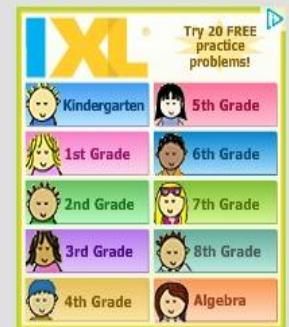 IXL
Try 20 FREE
practice
problems!
Kindergarten
5th Grade
1st Grade
6th Grade
2nd Grade
7th Grade
3rd Grade
8th Grade
4th Grade
Algebra